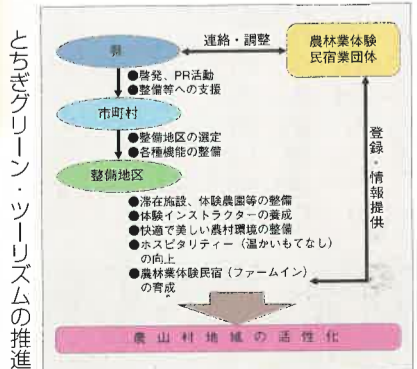 とちぎグリーン・ツーリズムの推進
県
連絡・調整
農林業体験
民宿業団体
●啓発、PR活動
●整備等への支援
市町村
●整備地区の選定
●各種機能の整備
整備地区
登録・情報提供
●滞在施設、体験農園等の整備
●体験インストラクターの養成
●快適で美しい農村環境の整備
●ホスピタリティー（温かいもてなし）
の向上
●農林業体験民宿（ファームイン）
の育成
農山村地域の活性化